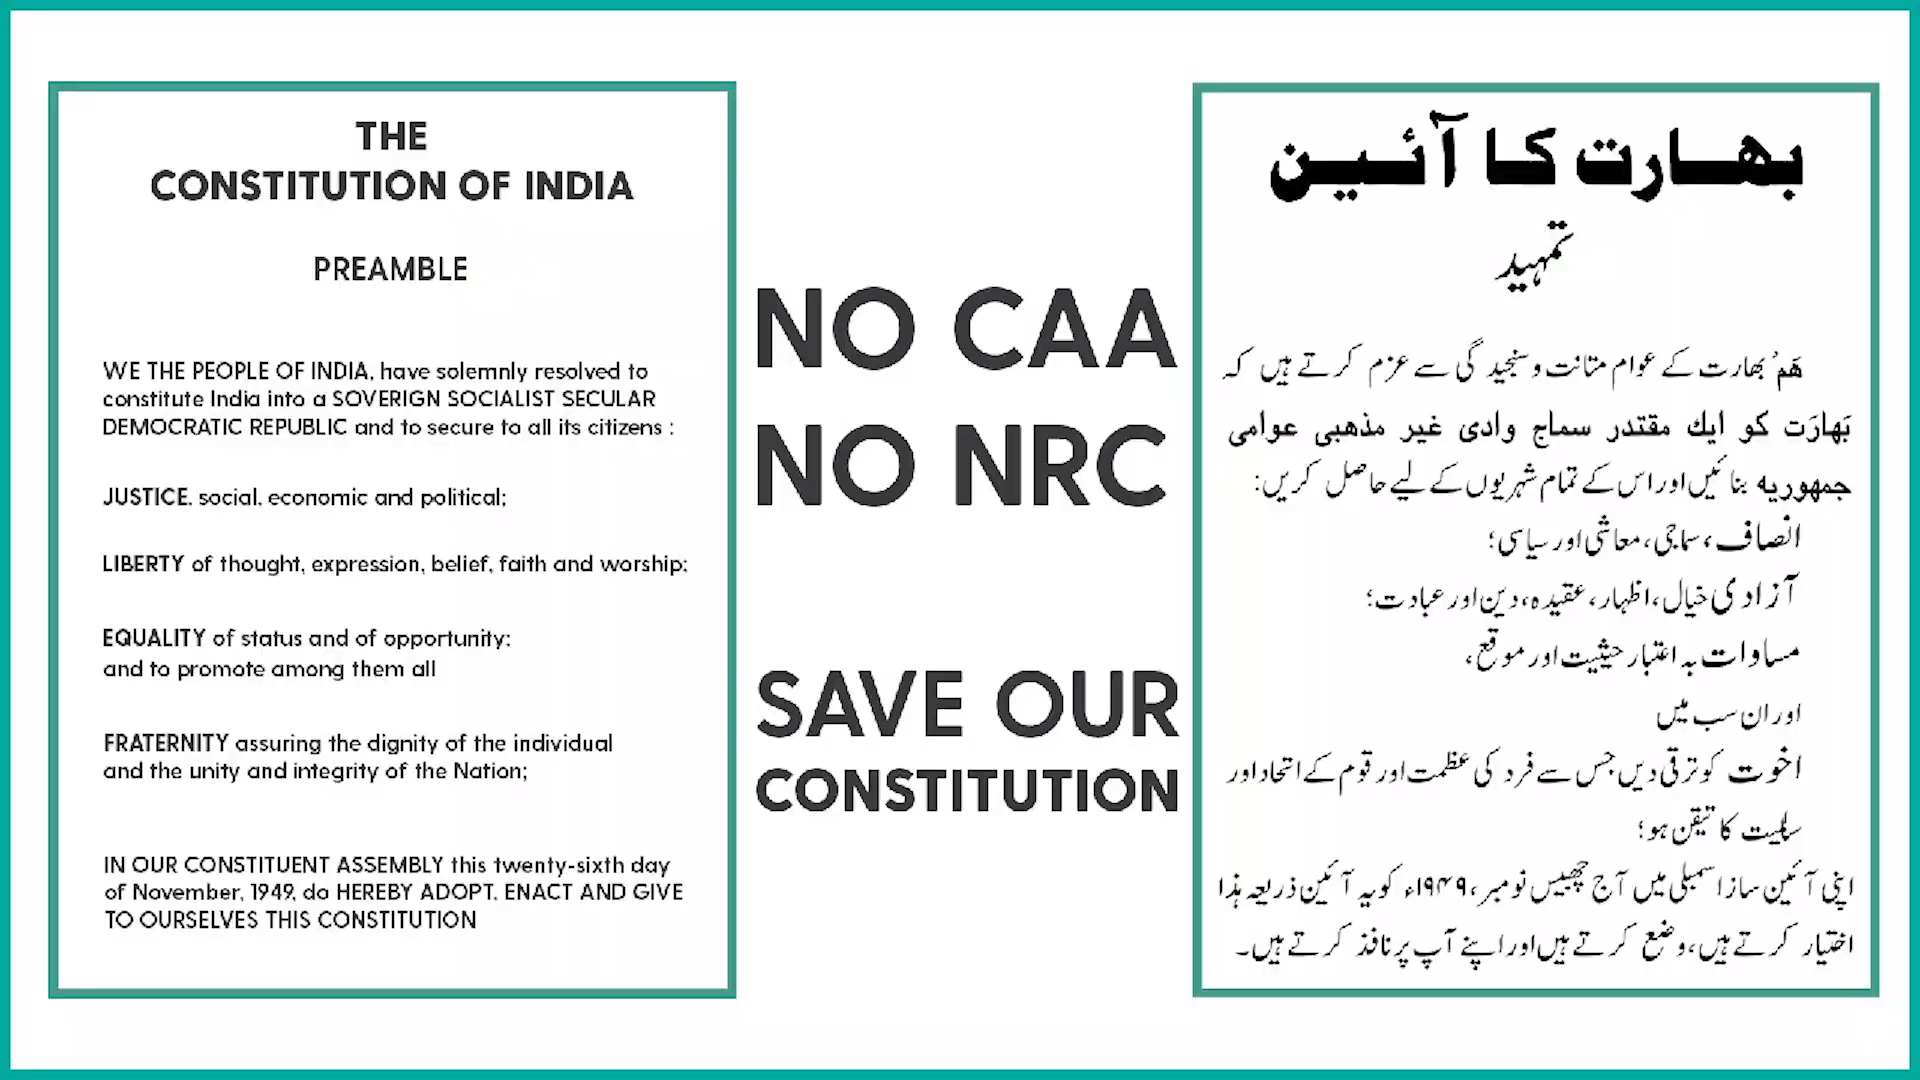 THE
CONSTITUTION OF INDIA
PREAMBLE
WE THE PEOPLE OF INDIA, have solemnly resolved to
constitute India into a SOVERIGN SOCIALIST SECULAR
DEMOCRATIC REPUBLIC and to secure to all its citizens :
JUSTICE, social, economic and political;
LIBERTY of thought, expression, belief, faith and worship;
EQUALITY of status and of opportunity;
and to promote among them all
FRATERNITY assuring the dignity of the individual
and the unity and integrity of the Nation;
IN OUR CONSTITUENT ASSEMBLY this twenty-sixth day
of November, 1949, do HEREBY ADOPT, ENACT AND GIVE
TO OURSELVES THIS CONSTITUTION
NO CAA
NO NRC
SAVE OUR
CONSTITUTION
بھارت کا آئین
تمہید
ہَم بھارت کے عوام متانت و سنجیدگی سے عزم کرتے ہیں کہ
بَھارَت کو ایک مقتدر سماج وادی غیر مذھبی عوامی
جمہوریہ بنائیں اور اس کے تمام شہریوں کے لیے حاصل کریں:
انصاف، سماجی، معاشی اور سیاسی؛
آزادی خیال، اظہار، عقیدہ، دین اور عبادت؛
مساوات بہ اعتبار حیثیت اور موقع،
اور ان سب میں
اخوت کو ترقی دیں جس سے فرد کی عظمت اور قوم کے اتحاد اور
سالمیت کا تیقن ہو؛
اپنی آئین ساز اسمبلی میں آج چھبیس نومبر، ۱۹۴۹ء کو یہ آئین ذریعہ ہذا
اختیار کرتے ہیں، وضع کرتے ہیں اور اپنے آپ پر نافذ کرتے ہیں۔